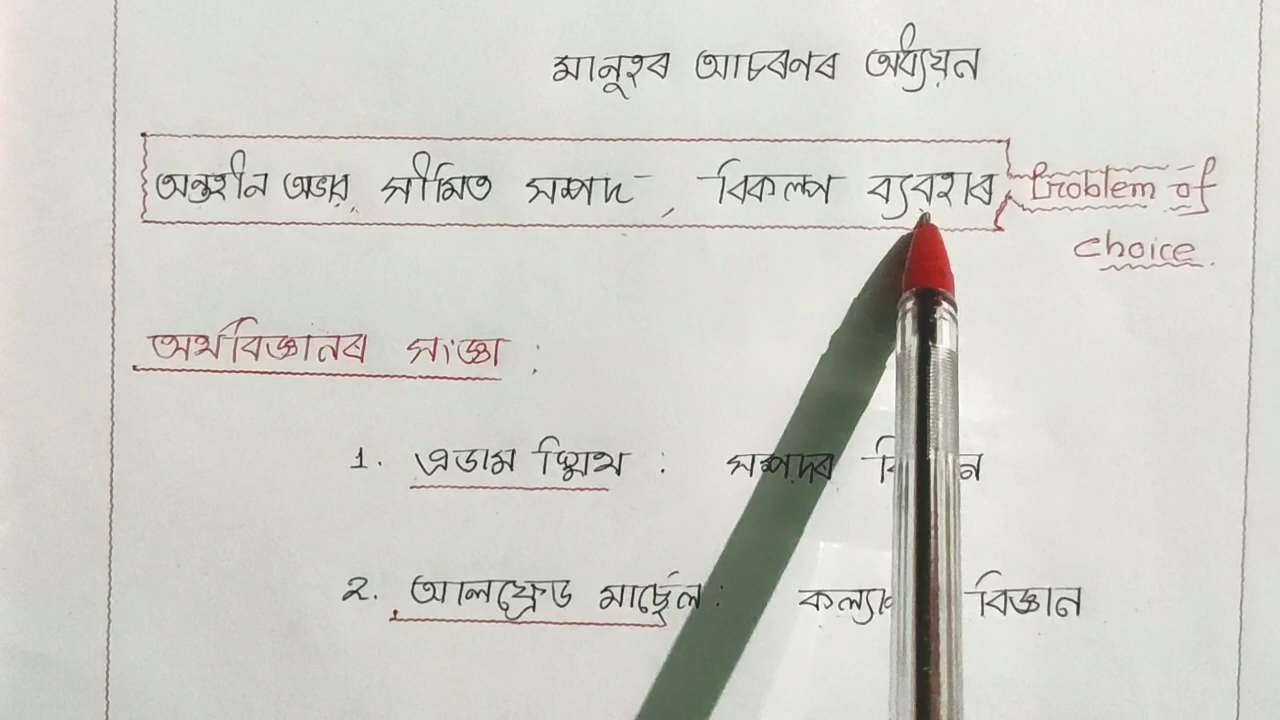 মানুহৰ আচৰণৰ অধ্যয়ন
অন্তহীন অভাৱ, সীমিত সম্পদ, বিকল্প ব্যৱহাৰ Problem of
choice.
অৰ্থবিজ্ঞানৰ সংজ্ঞা :
1. এডাম স্মিথ : সম্পদৰ
2. আলফ্ৰেড মাৰ্চেল : বিজ্ঞান